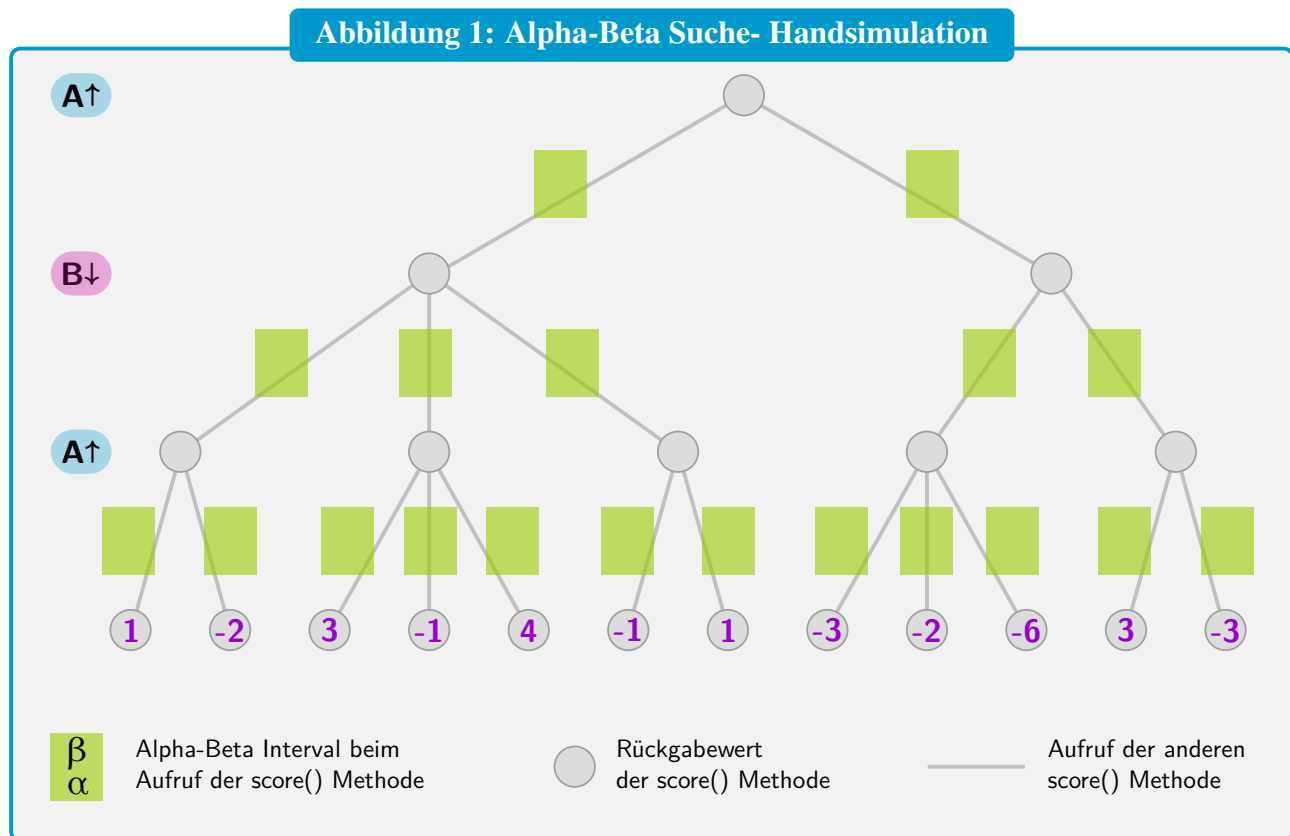 Abbildung 1: Alpha-Beta Suche- Handsimulation
A↑
B↓
A↑
1 -2 3 -1 4 -1 1 -3 -2 -6 3 -3
β
α
Alpha-Beta Interval beim
Aufruf der score() Methode
Rückgabewert
der score() Methode
Aufruf der anderen
score() Methode